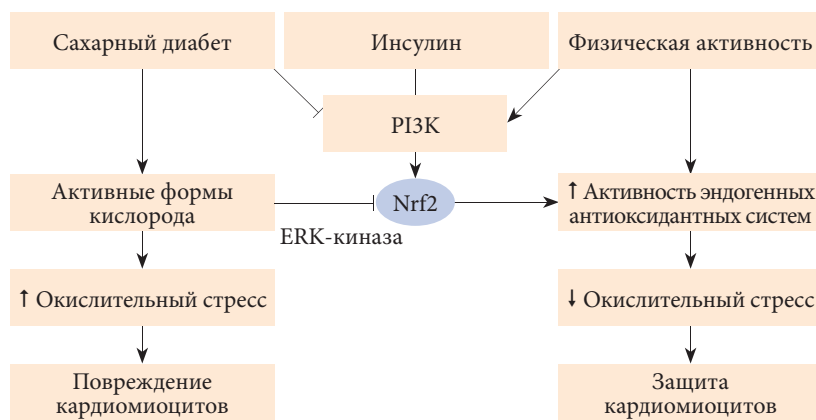 Сахарный диабет
Инсулин
Физическая активность
PI3K
Активные формы
кислорода
ERK-киназа
Nrf2
↑ Активность эндогенных
антиоксидантных систем
↑ Окислительный стресс
↓ Окислительный стресс
Повреждение
кардиомиоцитов
Защита
кардиомиоцитов